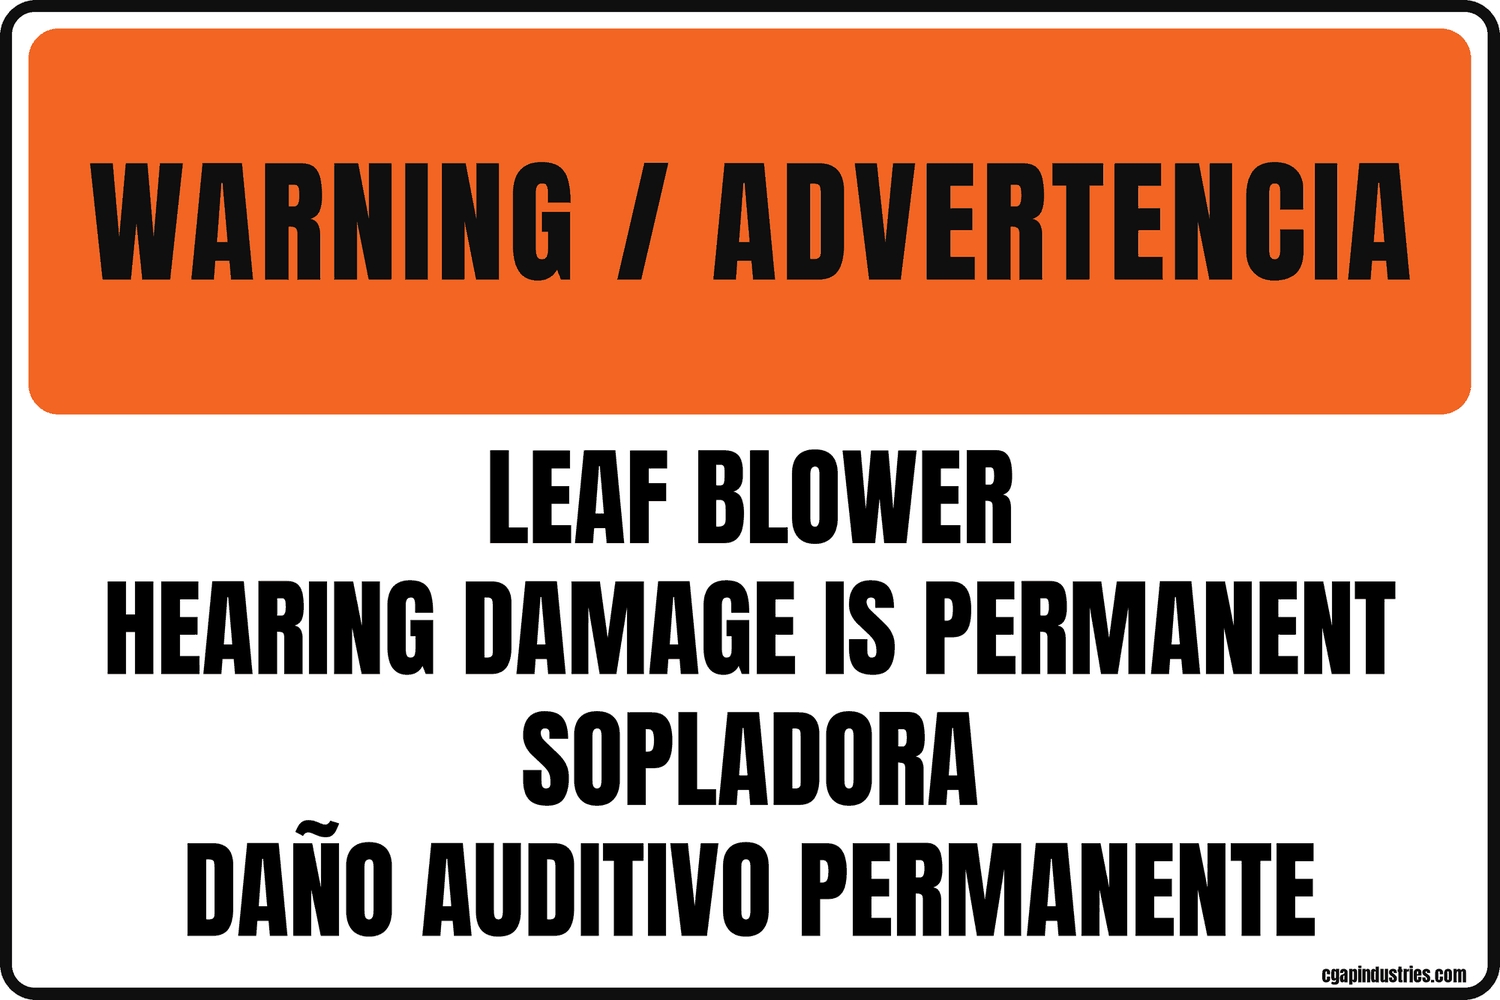 WARNING / ADVERTENCIA
LEAF BLOWER
HEARING DAMAGE IS PERMANENT
SOPLADORA
DAÑO AUDITIVO PERMANENTE
cgapindustries.com